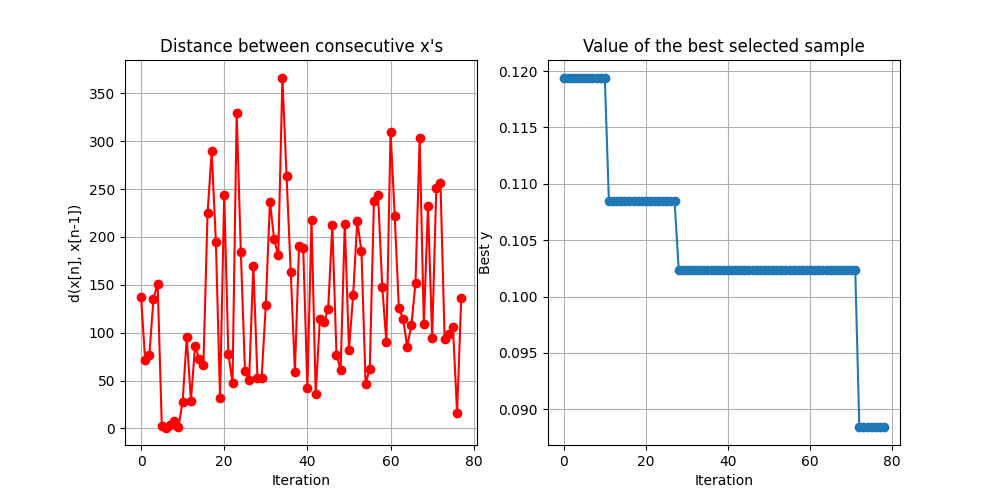 Distance between consecutive x's
350
300
250
200
150
100
50
0
d(x[n], x[n-1])
0 20 40 60 80
Iteration
Value of the best selected sample
0.120
0.115
0.110
0.105
0.100
0.095
0.090
Best y
0 20 40 60 80
Iteration